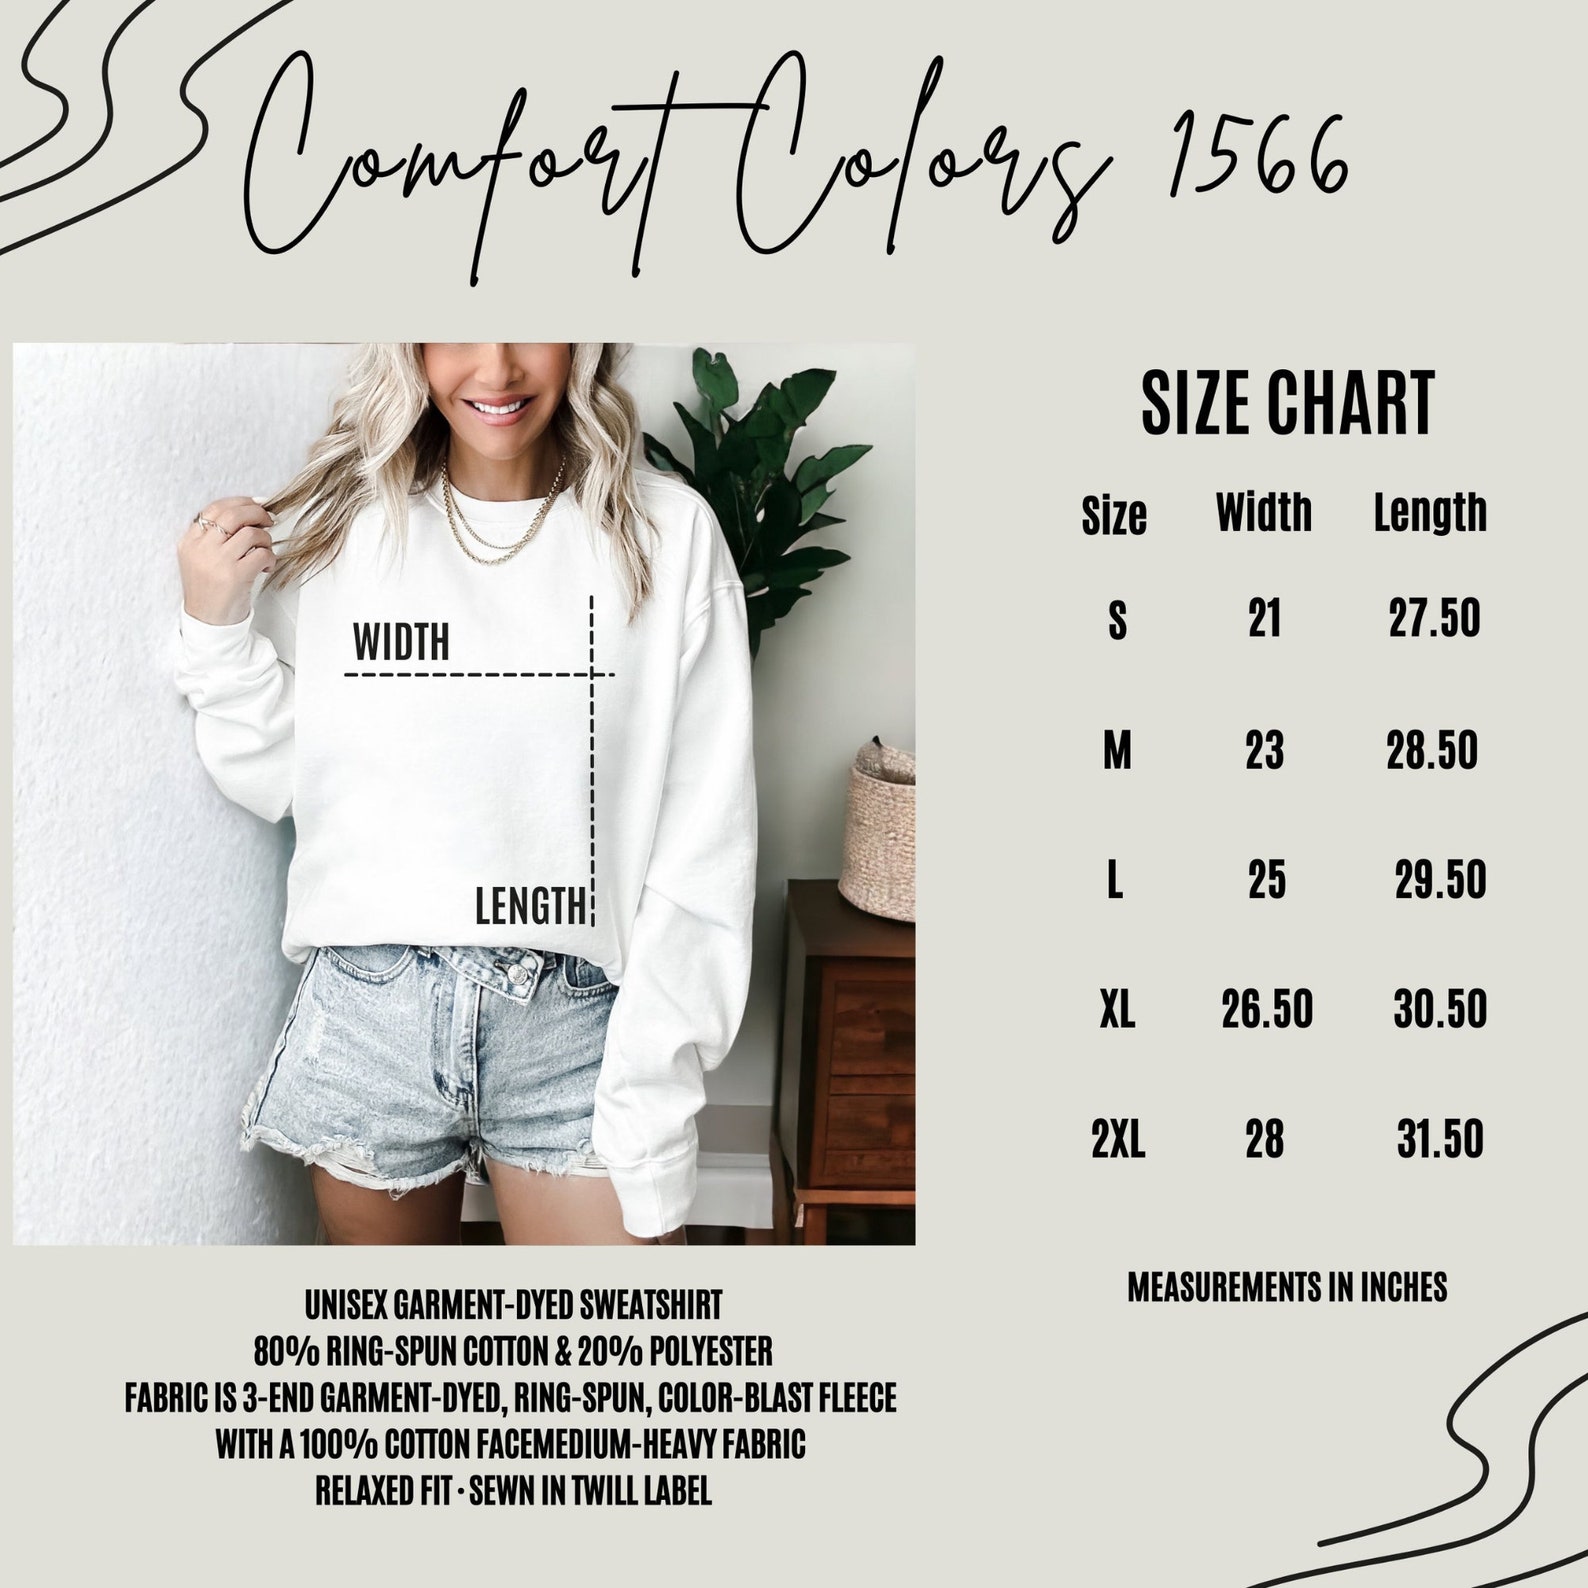 Comfort Colors 1566
SIZE CHART
Size Width Length
S 21 27.50
M 23 28.50
L 25 29.50
XL 26.50 30.50
2XL 28 31.50
MEASUREMENTS IN INCHES
WIDTH
LENGTH
UNISEX GARMENT-DYED SWEATSHIRT
80% RING-SPUN COTTON & 20% POLYESTER
FABRIC IS 3-END GARMENT-DYED, RING-SPUN, COLOR-BLAST FLEECE
WITH A 100% COTTON FACEMEDIUM-HEAVY FABRIC
RELAXED FIT · SEWN IN TWILL LABEL